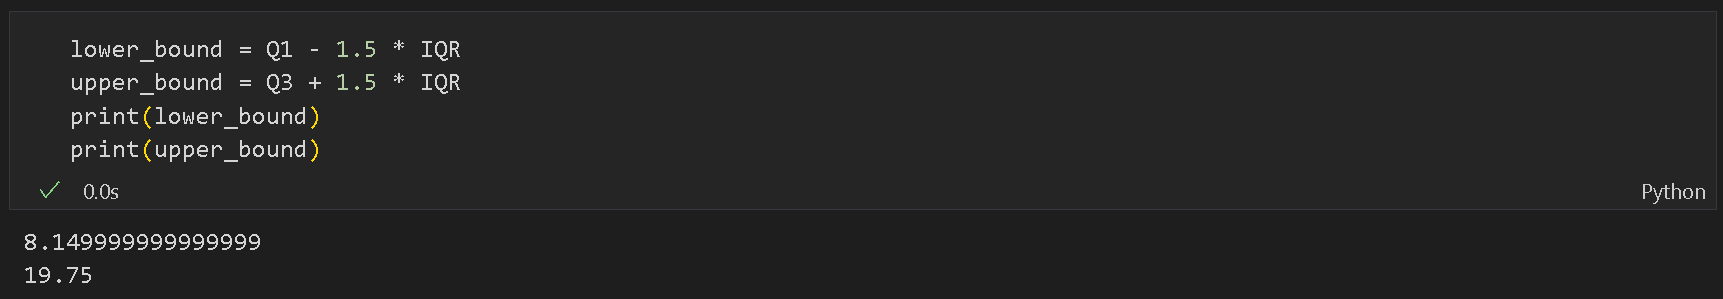 lower_bound = Q1 - 1.5 * IQR
upper_bound = Q3 + 1.5 * IQR
print(lower_bound)
print(upper_bound)
0.0s
Python
8.149999999999999
19.75